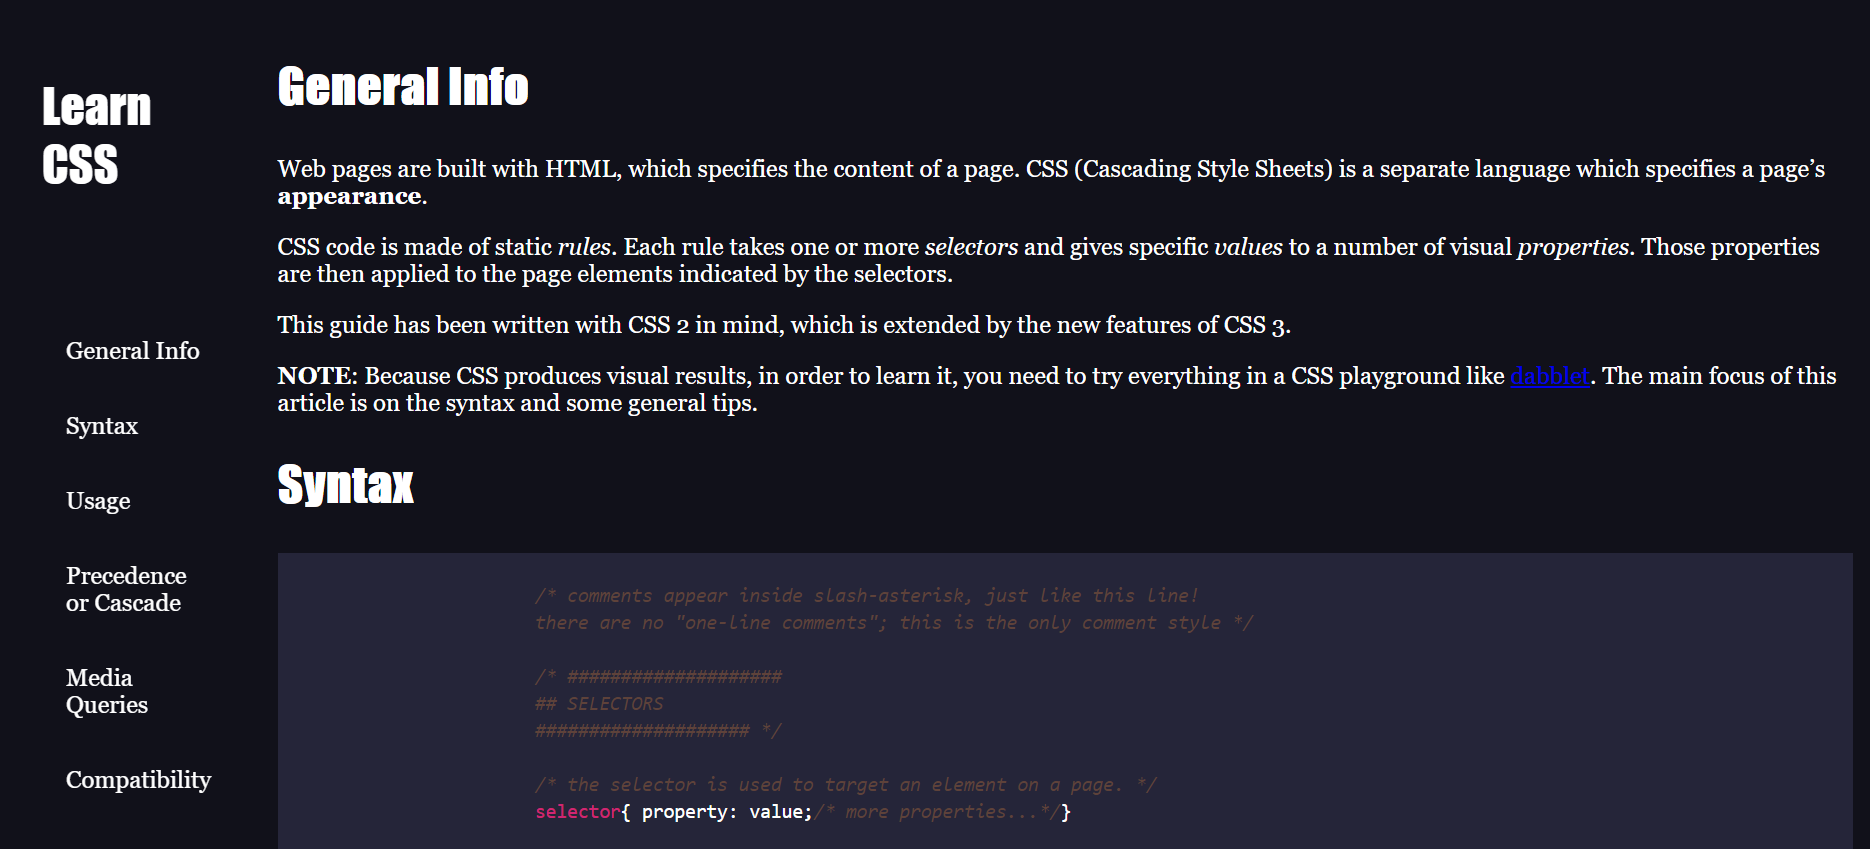 Learn
CSS
General Info
Syntax
Usage
Precedence
or Cascade
Media
Queries
Compatibility
General Info
Web pages are built with HTML, which specifies the content of a page. CSS (Cascading Style Sheets) is a separate language which specifies a page’s
appearance.
CSS code is made of static rules. Each rule takes one or more selectors and gives specific values to a number of visual properties. Those properties
are then applied to the page elements indicated by the selectors.
This guide has been written with CSS 2 in mind, which is extended by the new features of CSS 3.
NOTE: Because CSS produces visual results, in order to learn it, you need to try everything in a CSS playground like dabblet. The main focus of this
article is on the syntax and some general tips.
Syntax
/* comments appear inside slash-asterisk, just like this line!
there are no "one-line comments"; this is the only comment style */
/* ####################
## SELECTORS
#################### */
/* the selector is used to target an element on a page. */
selector{ property: value;/* more properties...*/}